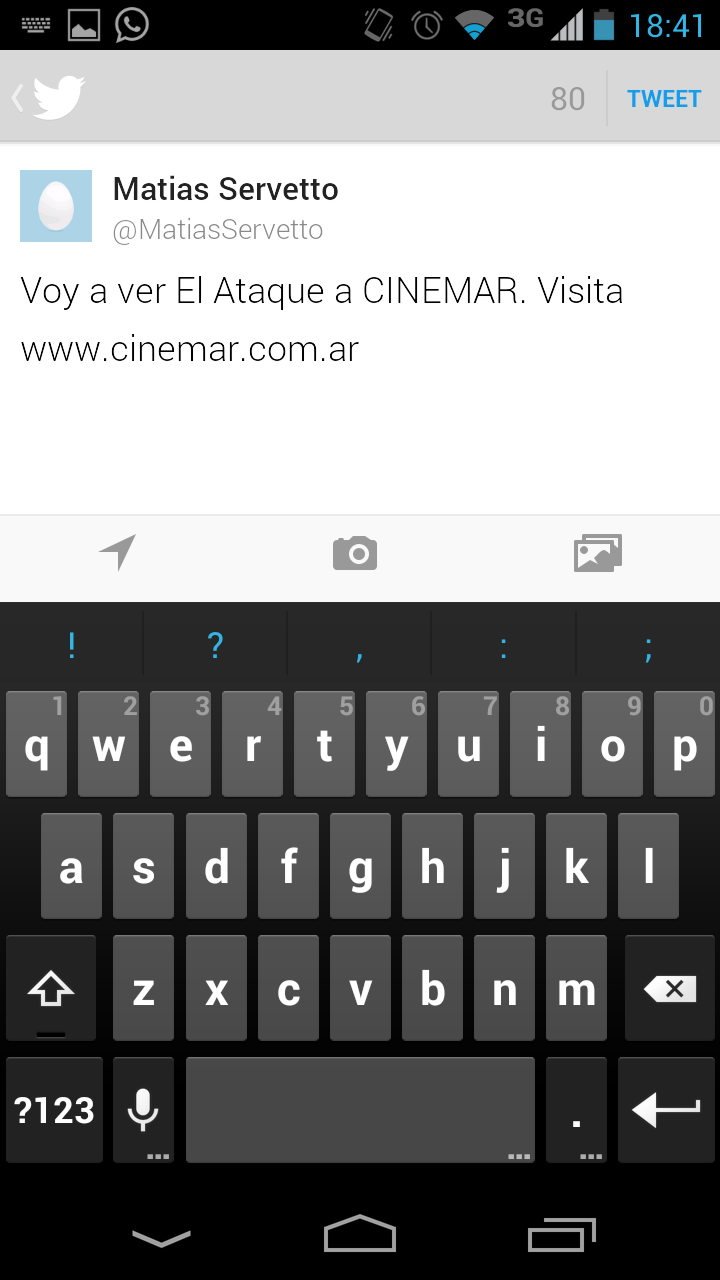 3G 18:41
80 TWEET
Matias Servetto
@MatiasServetto
Voy a ver El Ataque a CINEMAR. Visita
www.cinemar.com.ar
! ? , : ;
1 2 3 4 5 6 7 8 9 0
q w e r t y u i o p
a s d f g h j k l
z x c v b n m
?123 .